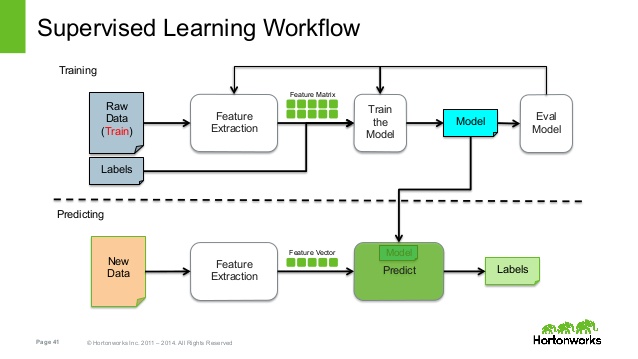 Supervised Learning Workflow
Training
Raw
Data
(Train)
Labels
Feature
Extraction
Feature Matrix
Train
the
Model
Model
Eval
Model
Predicting
New
Data
Feature
Extraction
Feature Vector
Model
Predict
Labels
Page 41
© Hortonworks Inc. 2011 – 2014. All Rights Reserved
Hortonworks